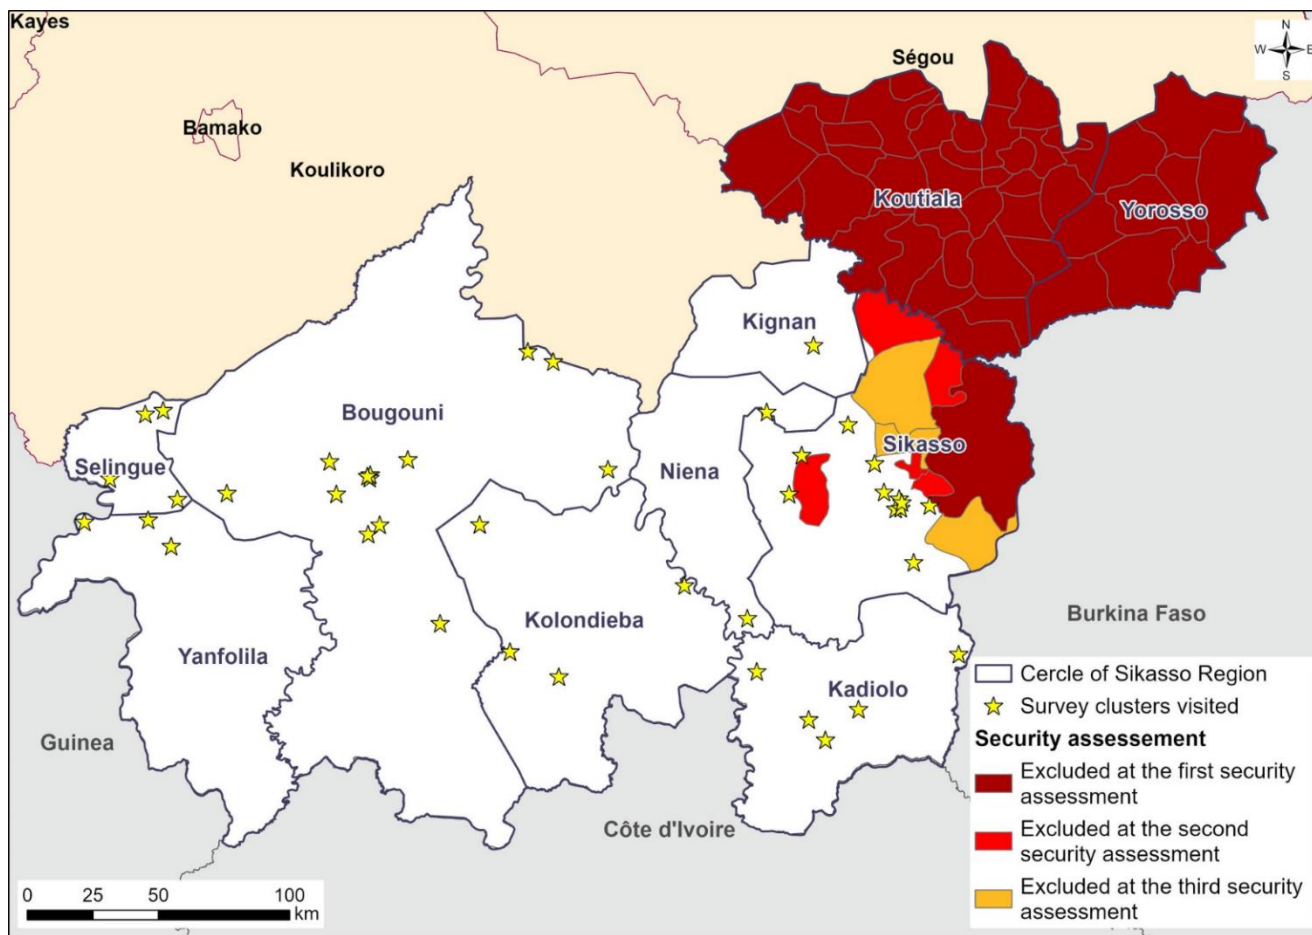 Kayes
Ségou
N
W E
S
Bamako
Koulikoro
Koutiala
Yorosso
Kignan
Bougouni
Sikasso
Selingue
Niena
Kolondieba
Burkina Faso
Yanfolila
Kadiolo
Guinea
Côte d'Ivoire
Cercle of Sikasso Region
Survey clusters visited
Security assessement
Excluded at the first security
assessment
Excluded at the second
security assessment
Excluded at the third security
assessment
0 25 50 100
km